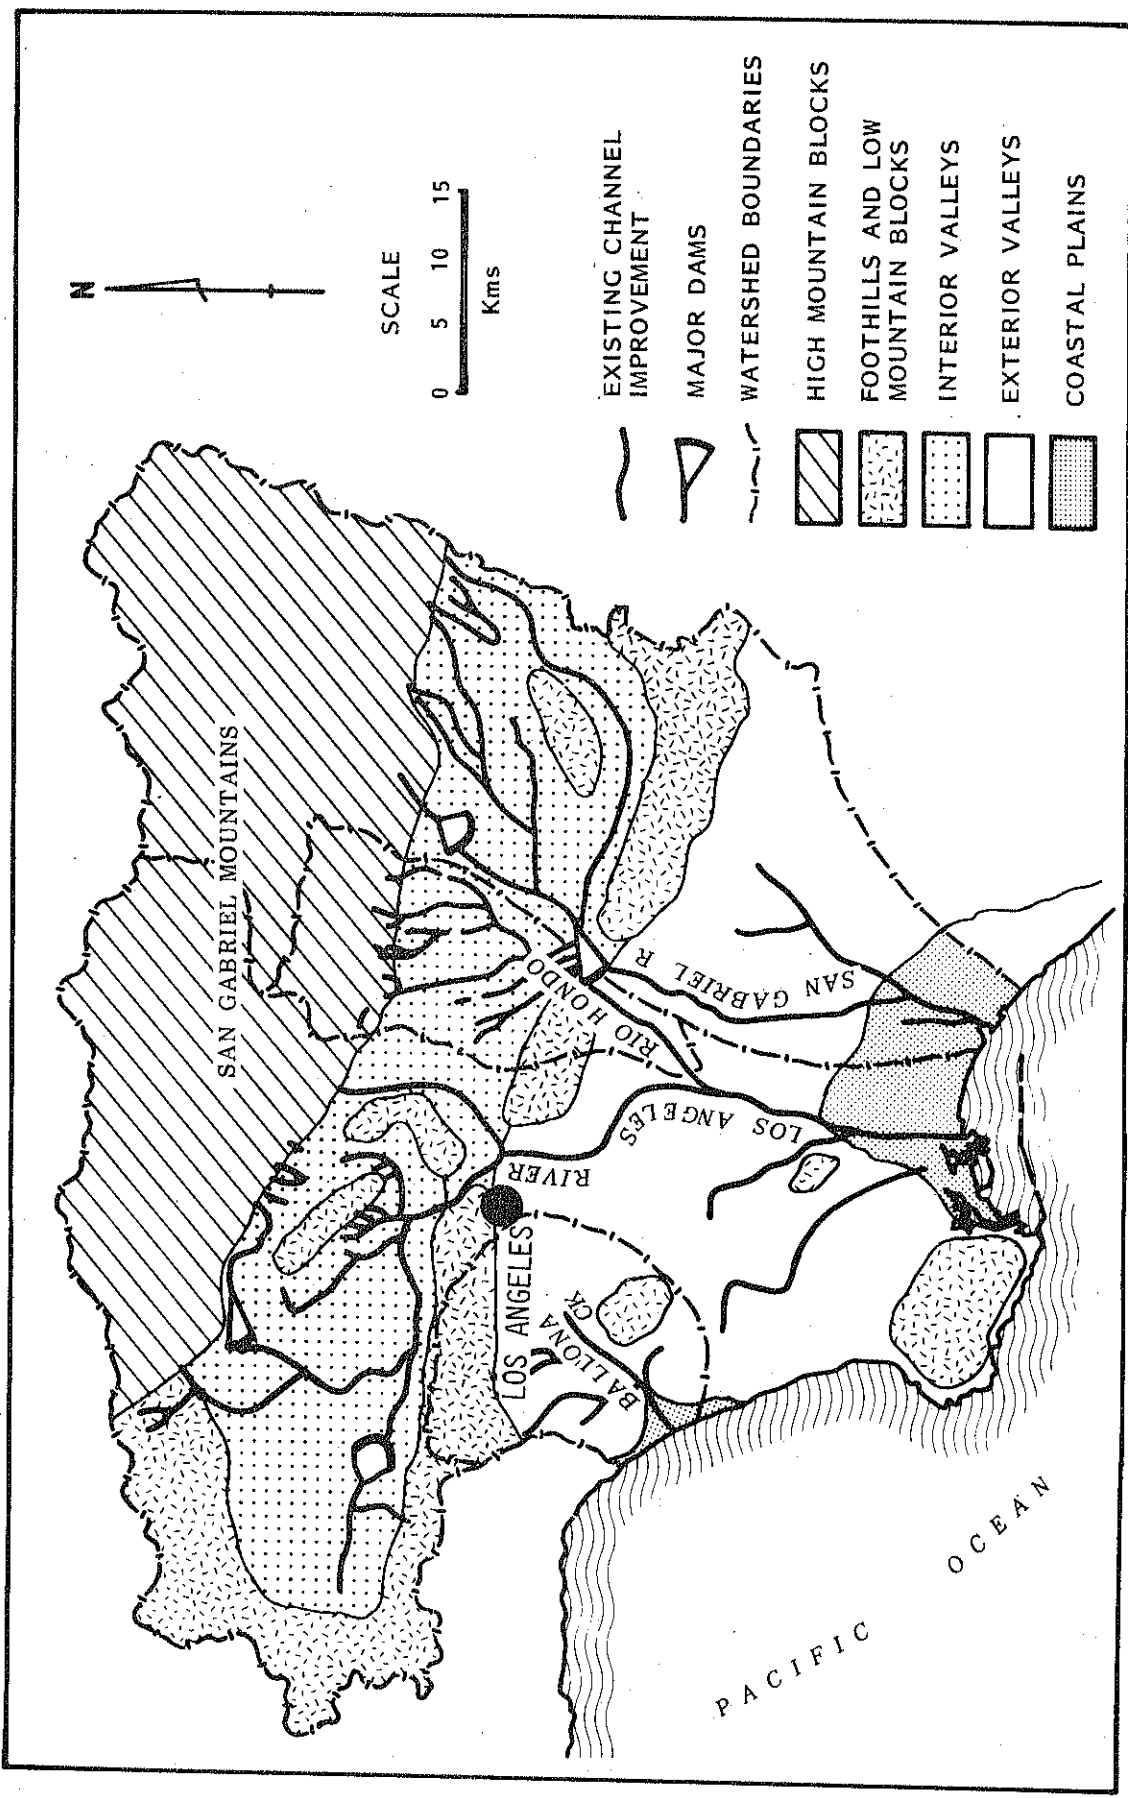 N
SCALE
0 5 10 15
Kms
EXISTING CHANNEL
IMPROVEMENT
MAJOR DAMS
WATERSHED BOUNDARIES
HIGH MOUNTAIN BLOCKS
FOOTHILLS AND LOW
MOUNTAIN BLOCKS
INTERIOR VALLEYS
EXTERIOR VALLEYS
COASTAL PLAINS
SAN GABRIEL MOUNTAINS
RIO HONDO
RIO HONDO
SAN GABRIEL R
LOS ANGELES
RIVER
LOS ANGELES
BALLONA
CK
PACIFIC
OCEAN